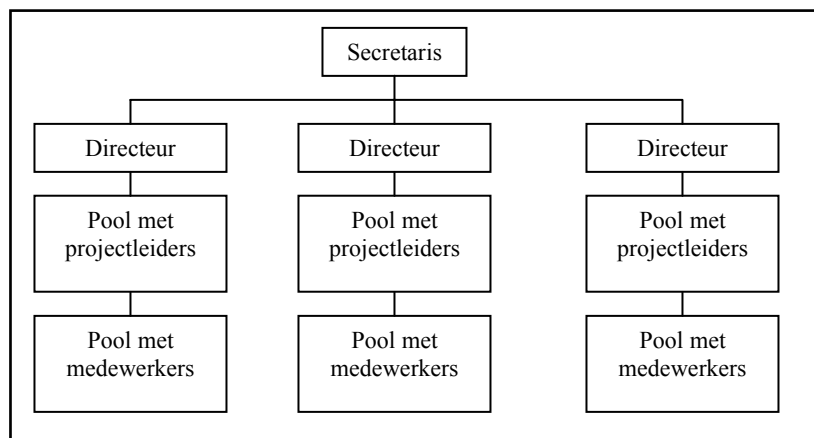 Secretaris
Directeur
Directeur
Directeur
Pool met
projectleiders
Pool met
projectleiders
Pool met
projectleiders
Pool met
medewerkers
Pool met
medewerkers
Pool met
medewerkers